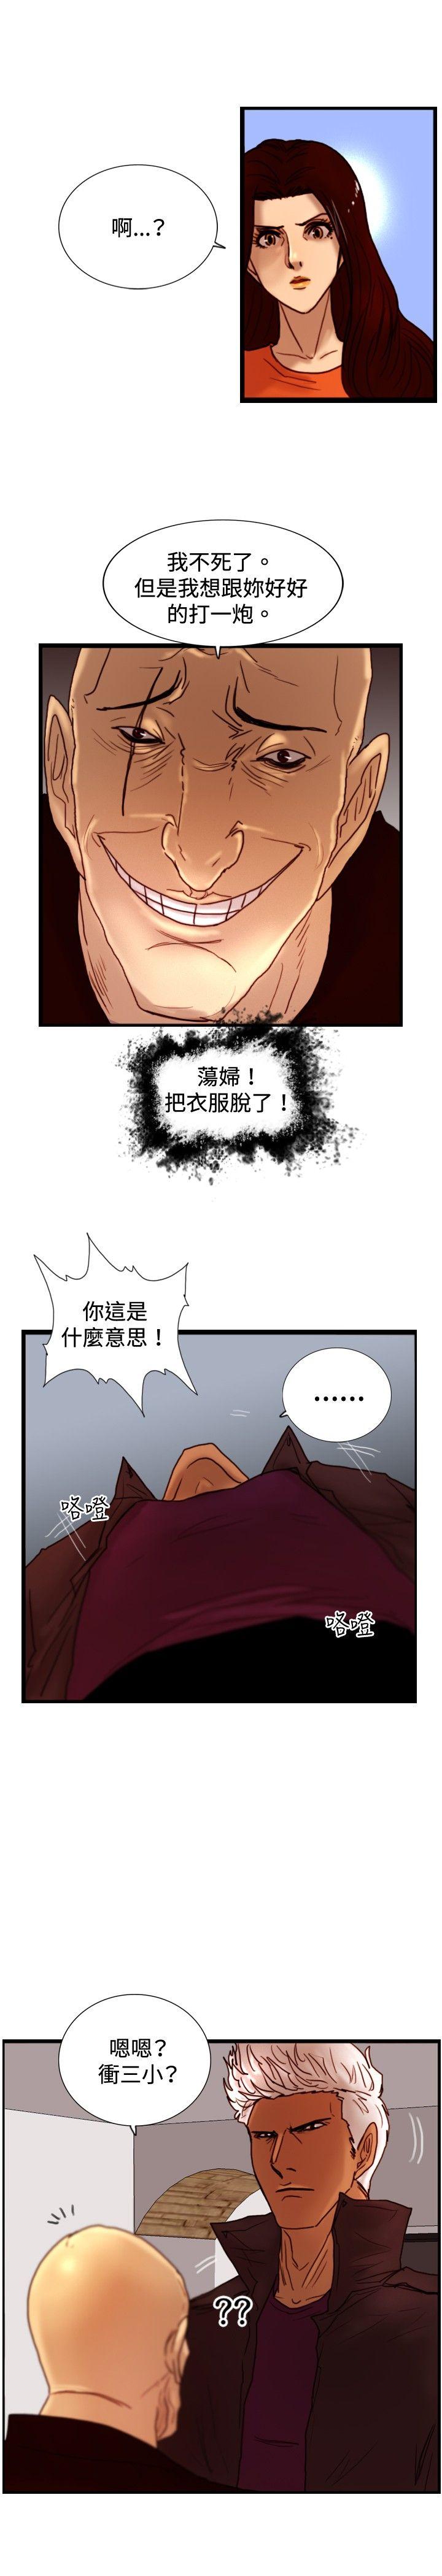 啊...？
我不死了。
但是我想跟妳好好
的打一炮。
蕩婦！
把衣服脫了！
你這是
什麼意思！
......
咯噔
咯噔
嗯嗯？
衝三小？
??